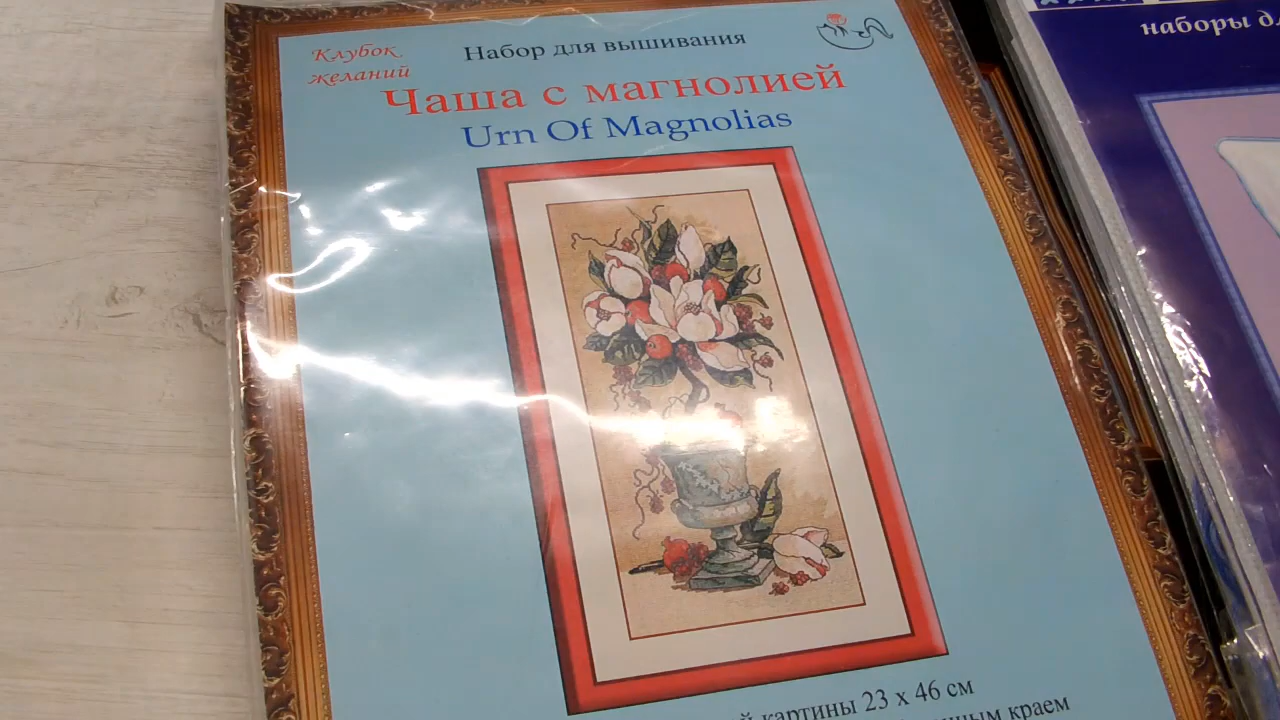 Клубок
желаний
Набор для вышивания
Чаша с магнолией
Urn Of Magnolias
картины 23 х 46 см
краем
наборы